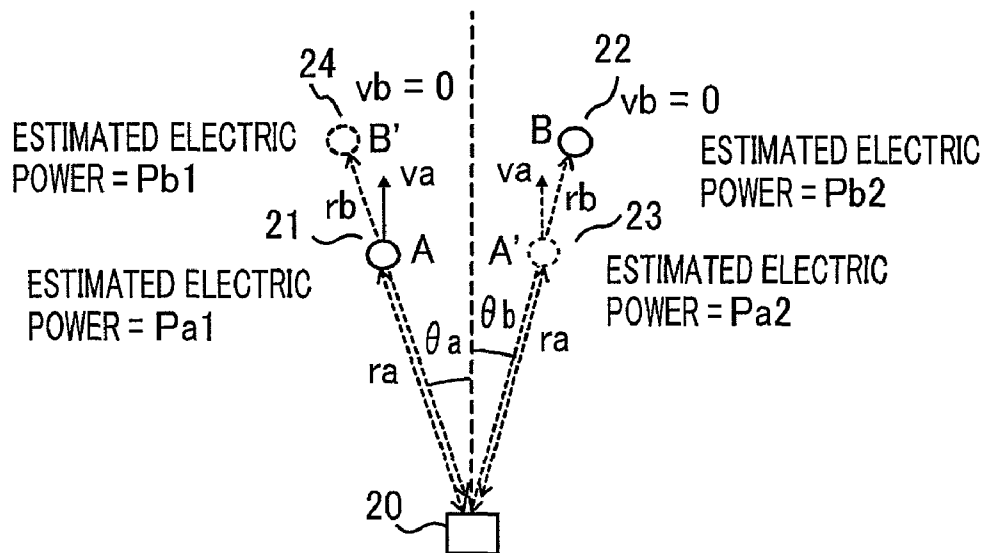 24
vb = 0
22
vb = 0
ESTIMATED ELECTRIC
POWER = Pb1
B'
B
ESTIMATED ELECTRIC
POWER = Pb2
va
rb
va
rb
21
A
A'
23
ESTIMATED ELECTRIC
POWER = Pa1
ESTIMATED ELECTRIC
POWER = Pa2
θa
θb
ra
ra
20